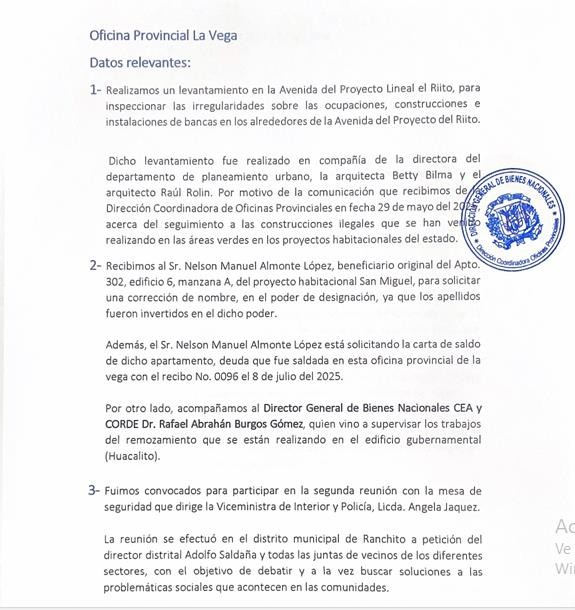 Oficina Provincial La Vega
Datos relevantes:
1- Realizamos un levantamiento en la Avenida del Proyecto Lineal el Riito, para
inspeccionar las irregularidades sobre las ocupaciones, construcciones e
instalaciones de bancas en los alrededores de la Avenida del Proyecto del Riito.
Dicho levantamiento fue realizado en compañía de la directora del
departamento de planeamiento urbano, la arquitecta Betty Bilma y el
arquitecto Raúl Rolin. Por motivo de la comunicación que recibimos de
Dirección Coordinadora de Oficinas Provinciales en fecha 29 de mayo del
acerca del seguimiento a las construcciones ilegales que se han
realizando en las áreas verdes en los proyectos habitacionales del estado.
DIRECCIÓN GENERAL DE BIENES NACIONALES
Dirección Coordinadora Oficinas Provinciales
2- Recibimos al Sr. Nelson Manuel Almonte López, beneficiario original del Apto.
302, edificio 6, manzana A, del proyecto habitacional San Miguel, para solicitar
una corrección de nombre, en el poder de designación, ya que los apellidos
fueron invertidos en el dicho poder.
Además, el Sr. Nelson Manuel Almonte López está solicitando la carta de saldo
de dicho apartamento, deuda que fue saldada en esta oficina provincial de la
vega con el recibo No. 0096 el 8 de julio del 2025.
Por otro lado, acompañamos al Director General de Bienes Nacionales CEA y
CORDE Dr. Rafael Abrahán Burgos Gómez, quien vino a supervisar los trabajos
del remozamiento que se están realizando en el edificio gubernamental
(Huacalito).
3- Fuimos convocados para participar en la segunda reunión con la mesa de
seguridad que dirige la Viceministra de Interior y Policía, Licda. Angela Jaquez.
La reunión se efectuó en el distrito municipal de Ranchito a petición del
director distrital Adolfo Saldaña y todas las juntas de vecinos de los diferentes
sectores, con el objetivo de debatir y a la vez buscar soluciones a las
problemáticas sociales que acontecen en las comunidades.
Ac
Ve
Wi